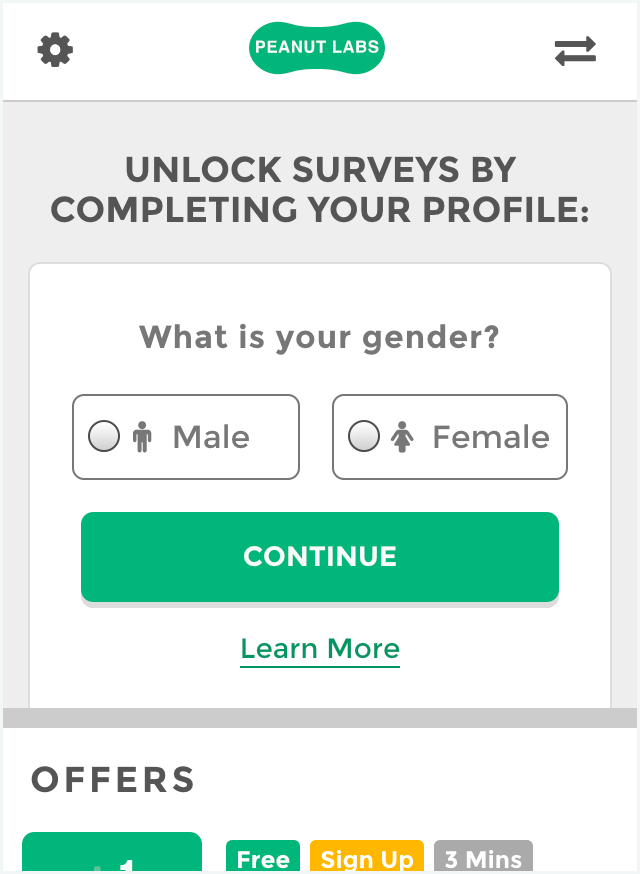 PEANUT LABS
UNLOCK SURVEYS BY
COMPLETING YOUR PROFILE:
What is your gender?
Male Female
CONTINUE
Learn More
OFFERS
Free Sign Up 3 Mins